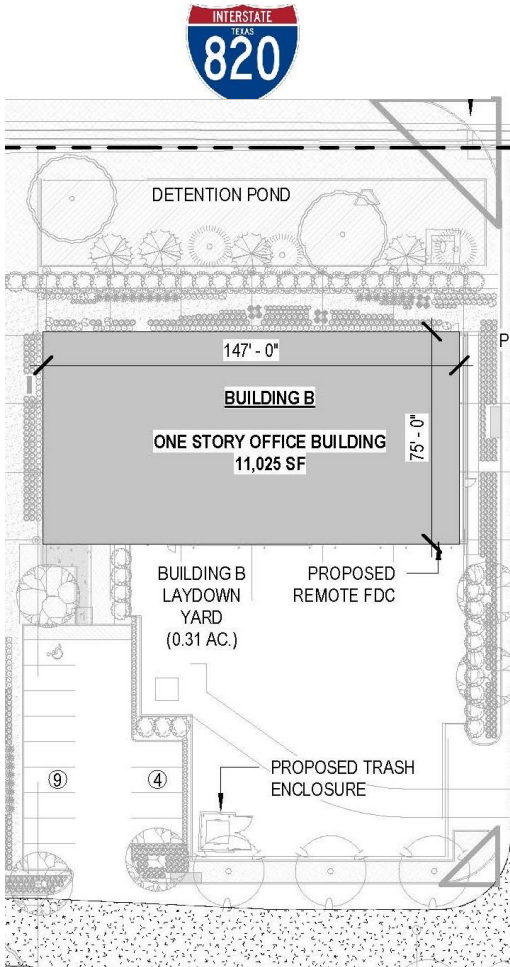 INTERSTATE
TEXAS
820
DETENTION POND
147' - 0"
P
BUILDING B
75' - 0"
ONE STORY OFFICE BUILDING
11,025 SF
BUILDING B
LAYDOWN
YARD
(0.31 AC.)
PROPOSED
REMOTE FDC
9
4
PROPOSED TRASH
ENCLOSURE